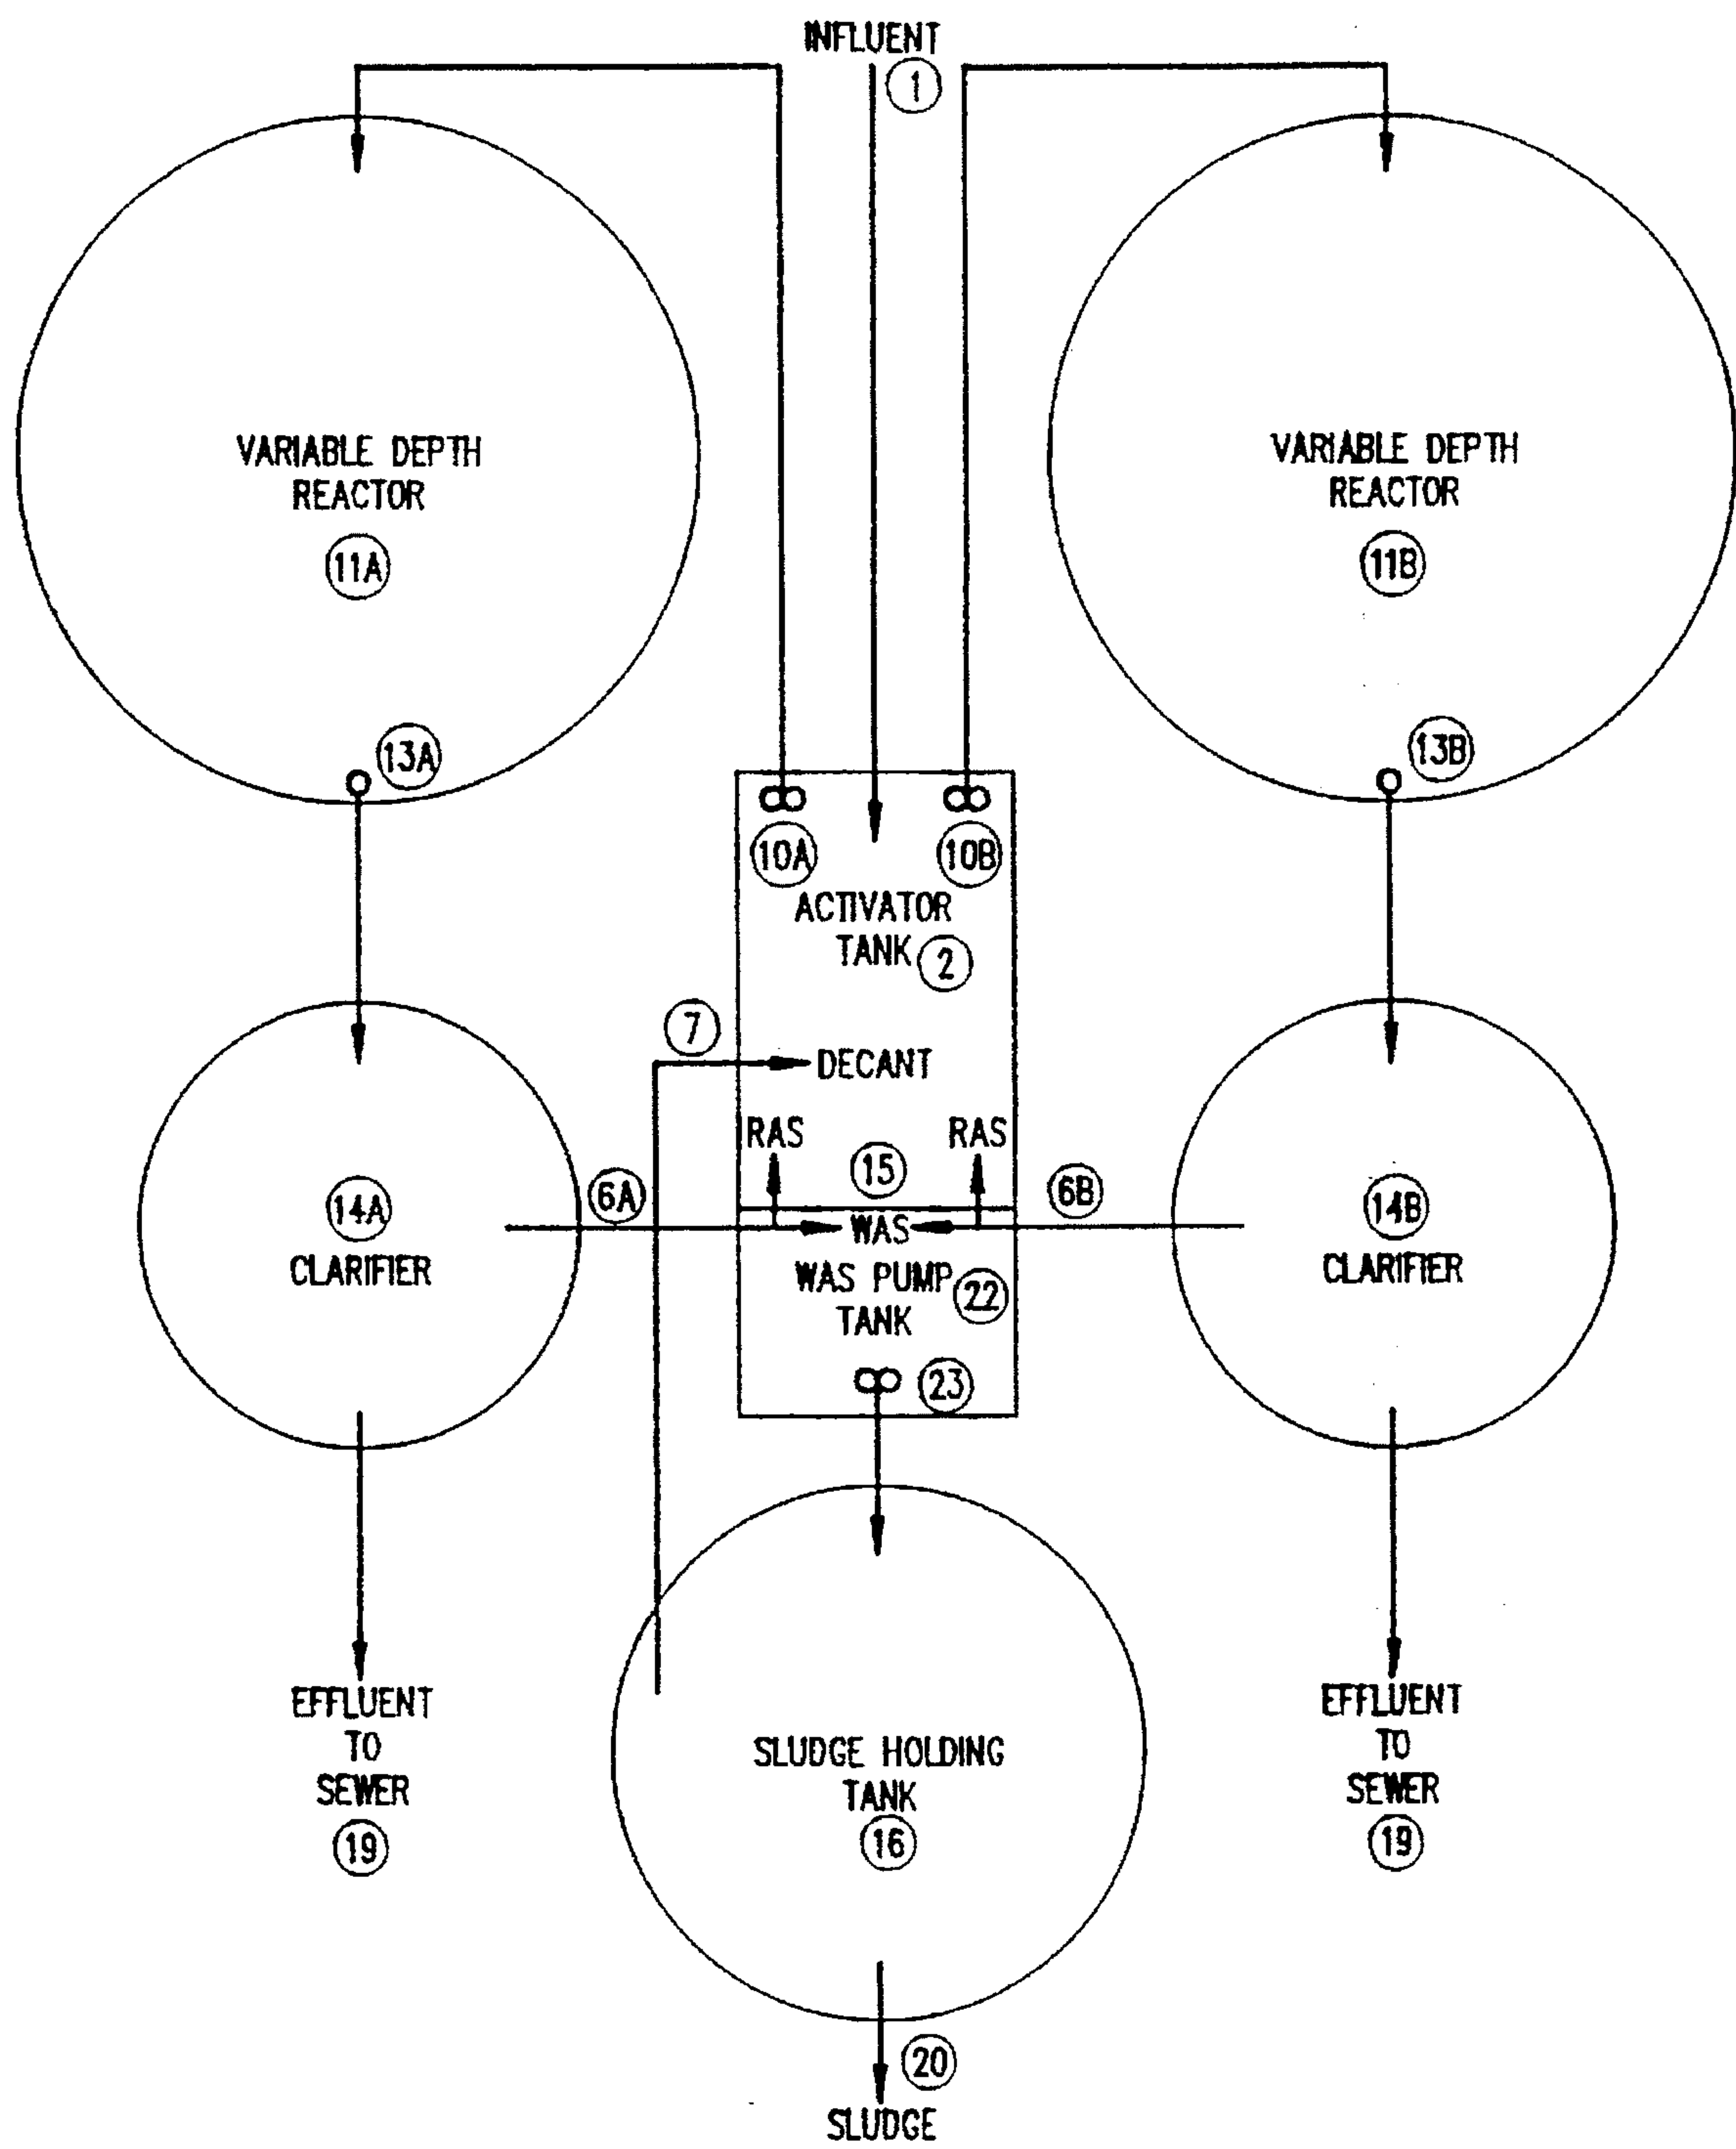 INFLUENT
1
VARIABLE DEPTH
REACTOR
11A
VARIABLE DEPTH
REACTOR
11B
13A
13B
10A
10B
ACTIVATOR
TANK 2
7
DECANT
RAS
RAS
15
6A
6B
WAS
14A
CLARIFIER
14B
CLARIFIER
WAS PUMP
TANK
22
23
EFFLUENT
TO
SEWER
19
SLUDGE HOLDING
TANK
16
EFFLUENT
TO
SEWER
19
20
SLUDGE